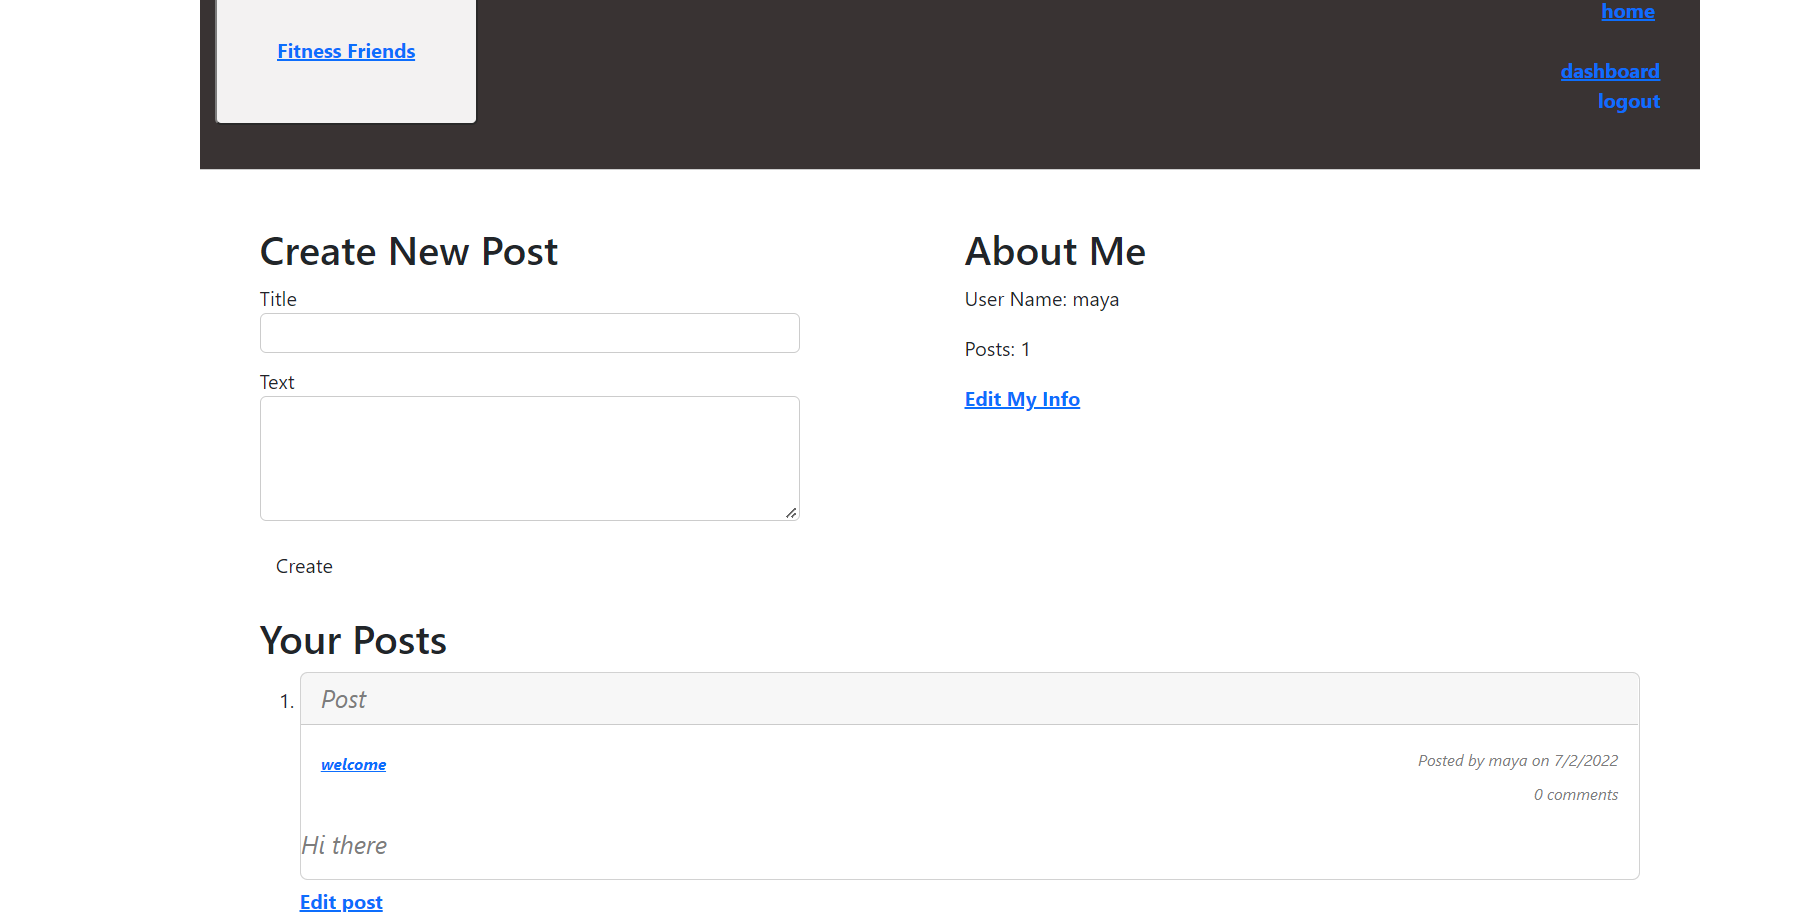 home
Fitness Friends
dashboard
logout
Create New Post
Title
Text
Create
About Me
User Name: maya
Posts: 1
Edit My Info
Your Posts
1. Post
welcome
Posted by maya on 7/2/2022
0 comments
Hi there
Edit post